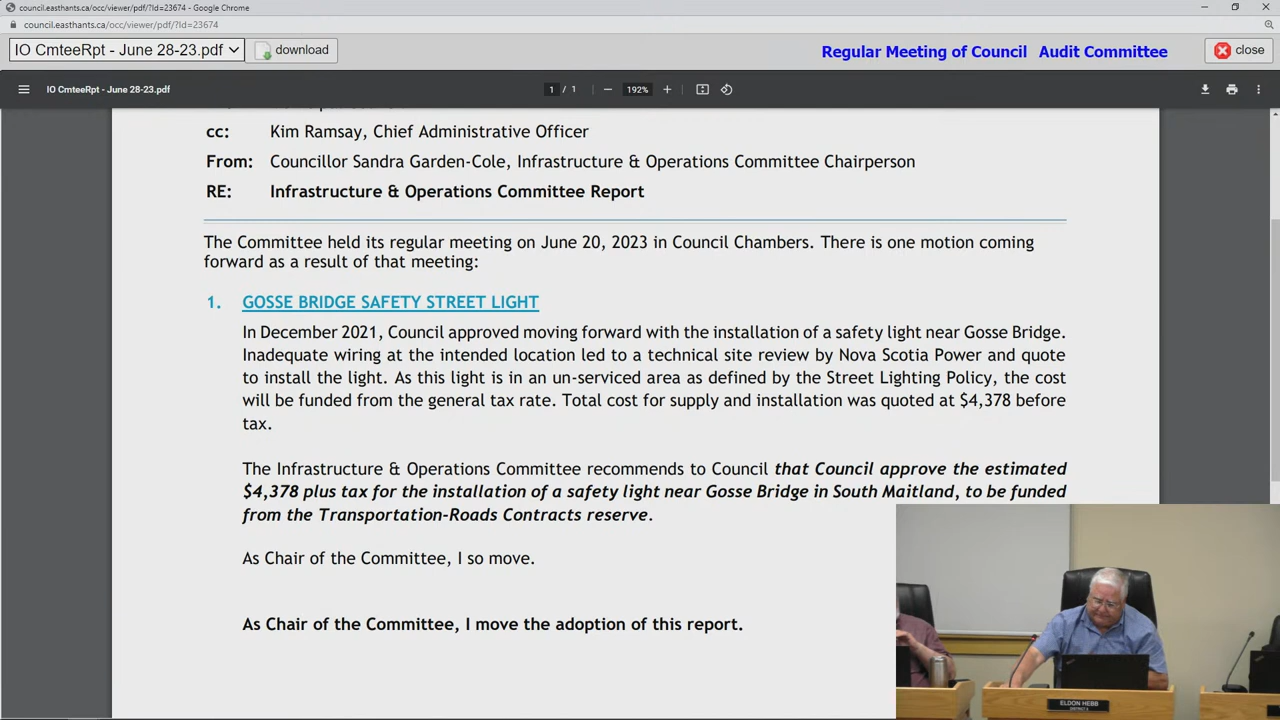 council.easthants.ca/occ/viewer/pdf/?Id=23674 - Google Chrome
council.easthants.ca/occ/viewer/pdf/?Id=23674
IO CmteeRpt - June 28-23.pdf download Regular Meeting of Council Audit Committee close
IO CmteeRpt - June 28-23.pdf 1 / 1 192%
cc: Kim Ramsay, Chief Administrative Officer
From: Councillor Sandra Garden-Cole, Infrastructure & Operations Committee Chairperson
RE: Infrastructure & Operations Committee Report
The Committee held its regular meeting on June 20, 2023 in Council Chambers. There is one motion coming
forward as a result of that meeting:
1. GOSSE BRIDGE SAFETY STREET LIGHT
In December 2021, Council approved moving forward with the installation of a safety light near Gosse Bridge.
Inadequate wiring at the intended location led to a technical site review by Nova Scotia Power and quote
to install the light. As this light is in an un-serviced area as defined by the Street Lighting Policy, the cost
will be funded from the general tax rate. Total cost for supply and installation was quoted at $4,378 before
tax.
The Infrastructure & Operations Committee recommends to Council that Council approve the estimated
$4,378 plus tax for the installation of a safety light near Gosse Bridge in South Maitland, to be funded
from the Transportation-Roads Contracts reserve.
As Chair of the Committee, I so move.
As Chair of the Committee, I move the adoption of this report.
ELDON HEBB